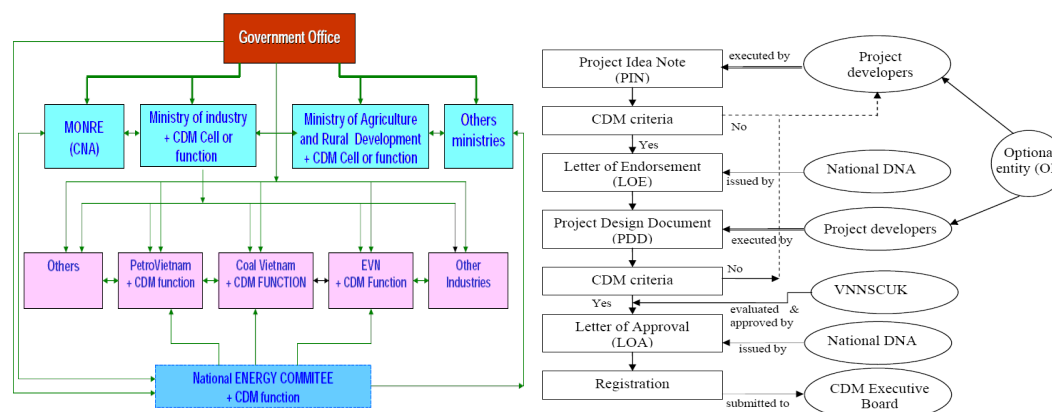 Government Office
MONRE
(CNA)
Ministry of industry
+ CDM Cell or
function
Ministry of Agriculture
and Rural Development
+ CDM Cell or function
Others
ministries
Others
PetroVietnam
+ CDM function
Coal Vietnam
+ CDM FUNCTION
EVN
+ CDM Function
Other
Industries
National ENERGY COMMITEE
+ CDM function
Project Idea Note
(PIN)
executed by
Project
developers
CDM criteria
No
Yes
Letter of Endorsement
(LOE)
issued by
National DNA
Optional
entity (O
Project Design Document
(PDD)
executed by
Project developers
CDM criteria
No
Yes
evaluated &
approved by
VNNSCUK
Letter of Approval
(LOA)
issued by
National DNA
Registration
submitted to
CDM Executive
Board